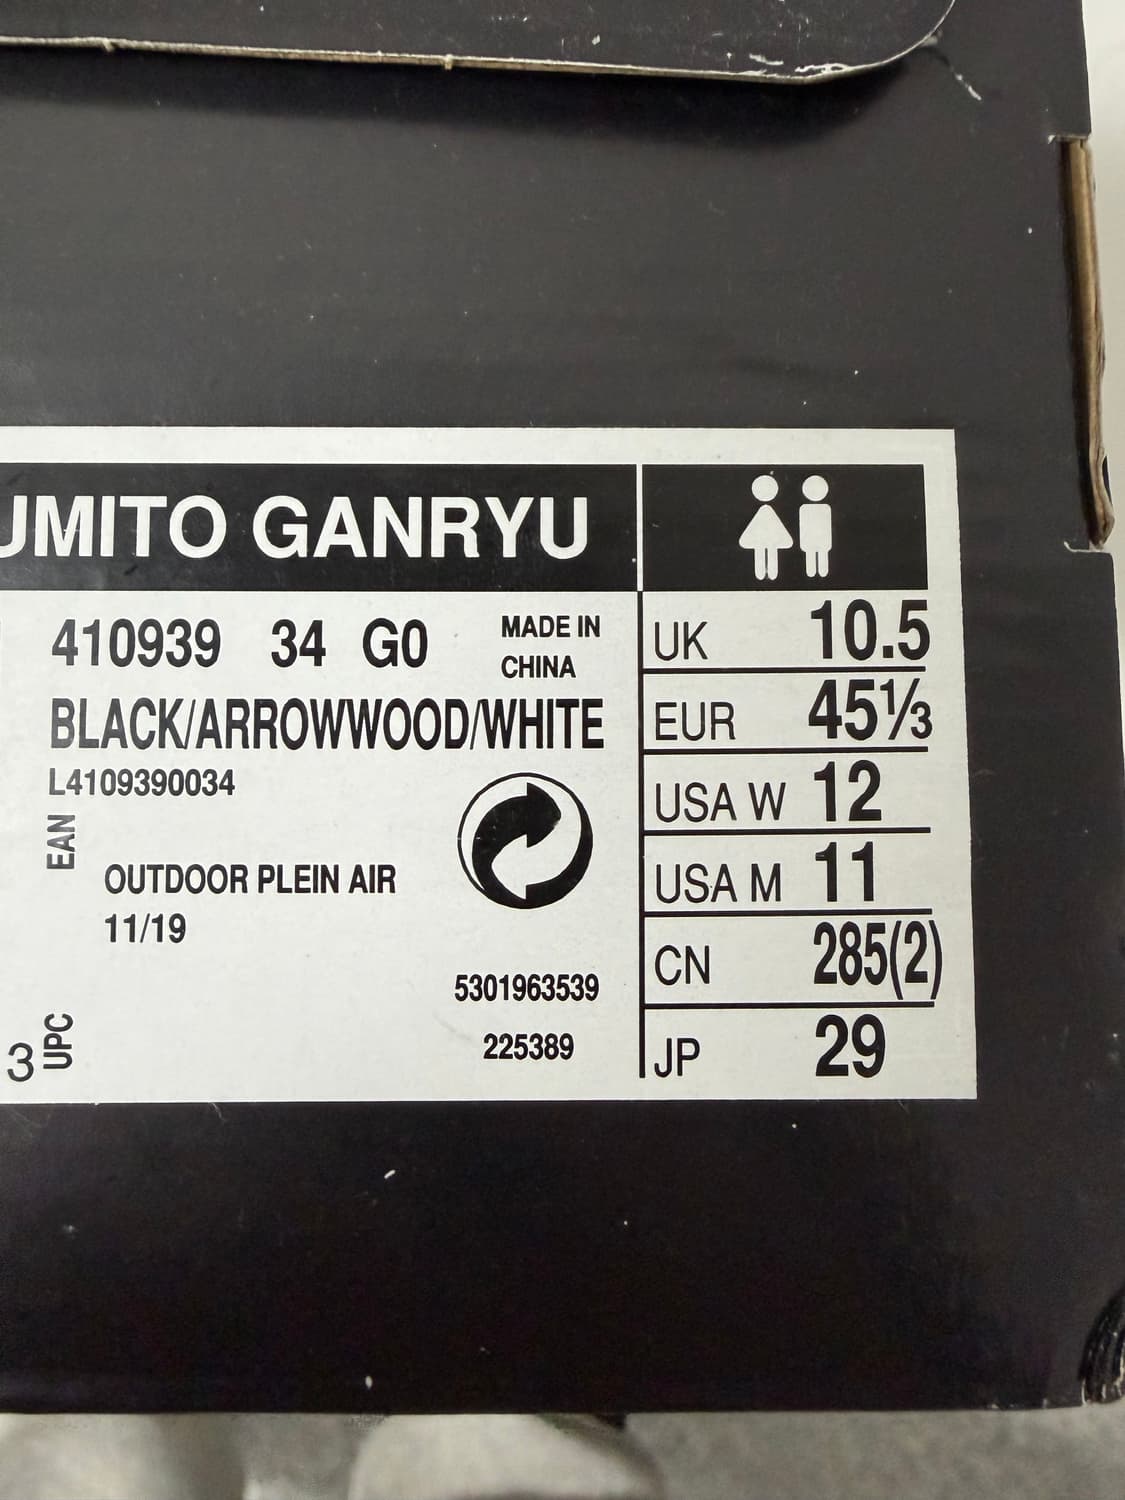 UMITO GANRYU
410939 34 G0
MADE IN
CHINA
BLACK/ARROWWOOD/WHITE
L4109390034
EAN
OUTDOOR PLEIN AIR
11/19
5301963539
225389
3
UPC
UK 10.5
EUR 45⅓
USA W 12
USA M 11
CN 285(2)
JP 29